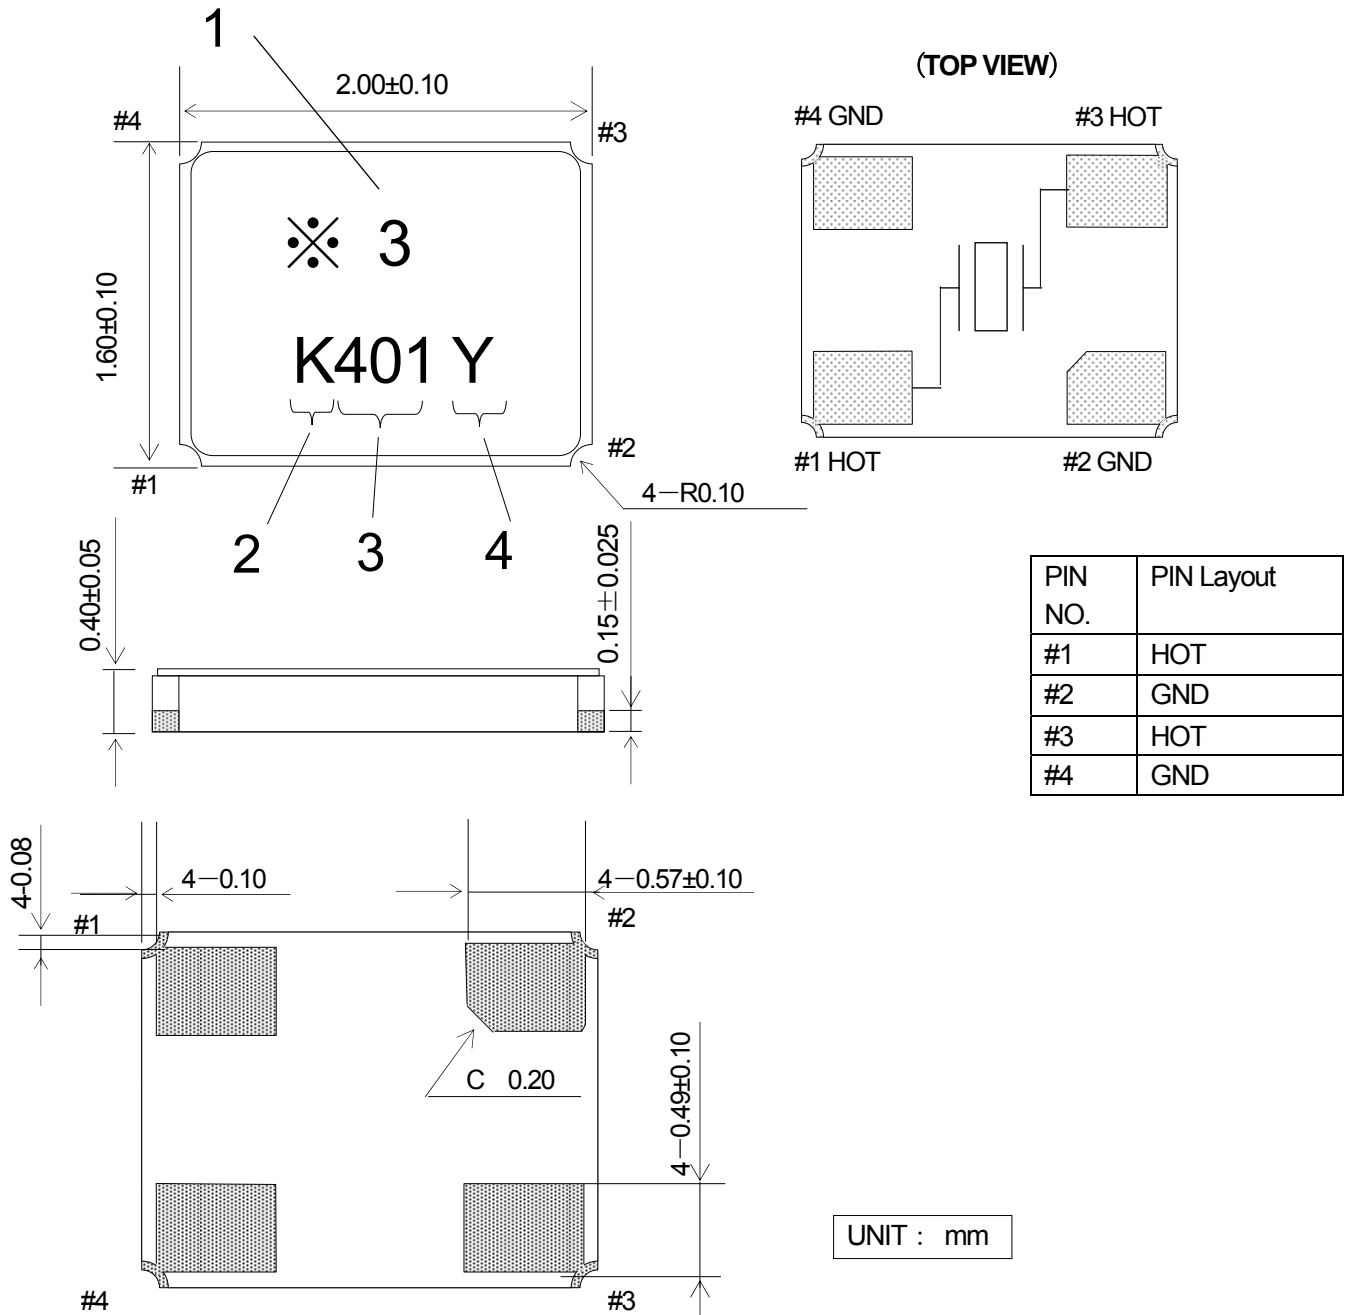 1
2.00±0.10
#4
#3
1.60±0.10
※ 3
K401 Y
#1
#2
4－R0.10
2 3 4
(TOP VIEW)
#4 GND #3 HOT
#1 HOT #2 GND
0.40±0.05
0.15±0.025
PIN NO. PIN Layout
#1 HOT
#2 GND
#3 HOT
#4 GND
4-0.08
4－0.10
4－0.57±0.10
#1
#2
C 0.20
4－0.49±0.10
#4
#3
UNIT : mm